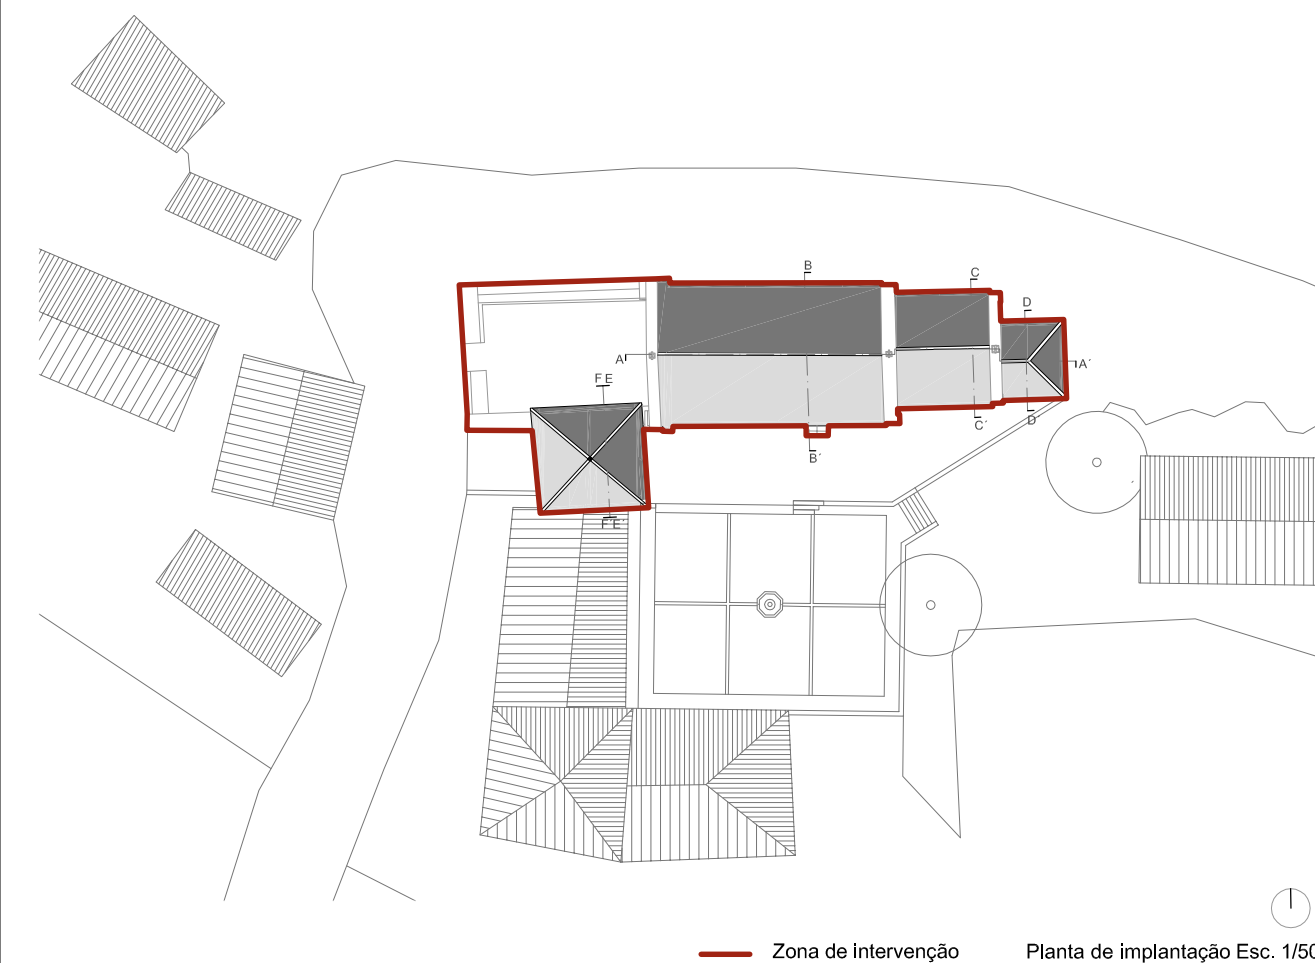 B
C
D
A
A´
F E
C´
D´
B´
F´E´
Zona de intervenção
Planta de implantação Esc. 1/50